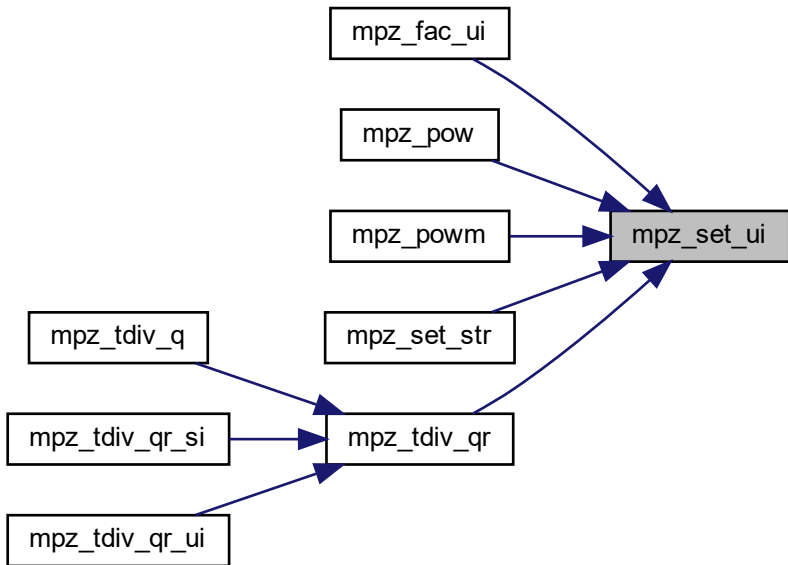 mpz_fac_ui
mpz_pow
mpz_set_ui
mpz_powm
mpz_set_str
mpz_tdiv_q
mpz_tdiv_qr_si
mpz_tdiv_qr
mpz_tdiv_qr_ui